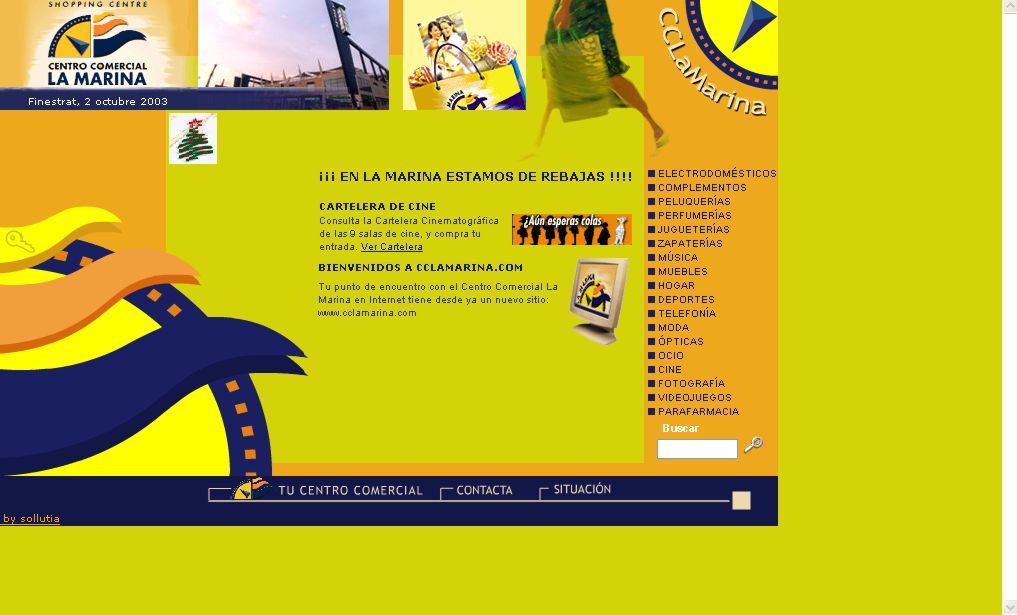 SHOPPING CENTRE
CENTRO COMERCIAL
LA MARINA
Finestrat, 2 octubre 2003
CCLaMarina
¡¡¡ EN LA MARINA ESTAMOS DE REBAJAS !!!!
CARTELERA DE CINE
Consulta la Cartelera Cinematográfica
de las 9 salas de cine, y compra tu
entrada. Ver Cartelera
¿Aún esperas colas
BIENVENIDOS A CCLAMARINA.COM
Tu punto de encuentro con el Centro Comercial La
Marina en Internet tiene desde ya un nuevo sitio:
www.cclamarina.com
ELECTRODOMÉSTICOS
COMPLEMENTOS
PELUQUERÍAS
PERFUMERÍAS
JUGUETERÍAS
ZAPATERÍAS
MÚSICA
MUEBLES
HOGAR
DEPORTES
TELEFONÍA
MODA
ÓPTICAS
OCIO
CINE
FOTOGRAFÍA
VIDEOJUEGOS
PARAFARMACIA
Buscar
TU CENTRO COMERCIAL
CONTACTA
SITUACIÓN
by sollutia